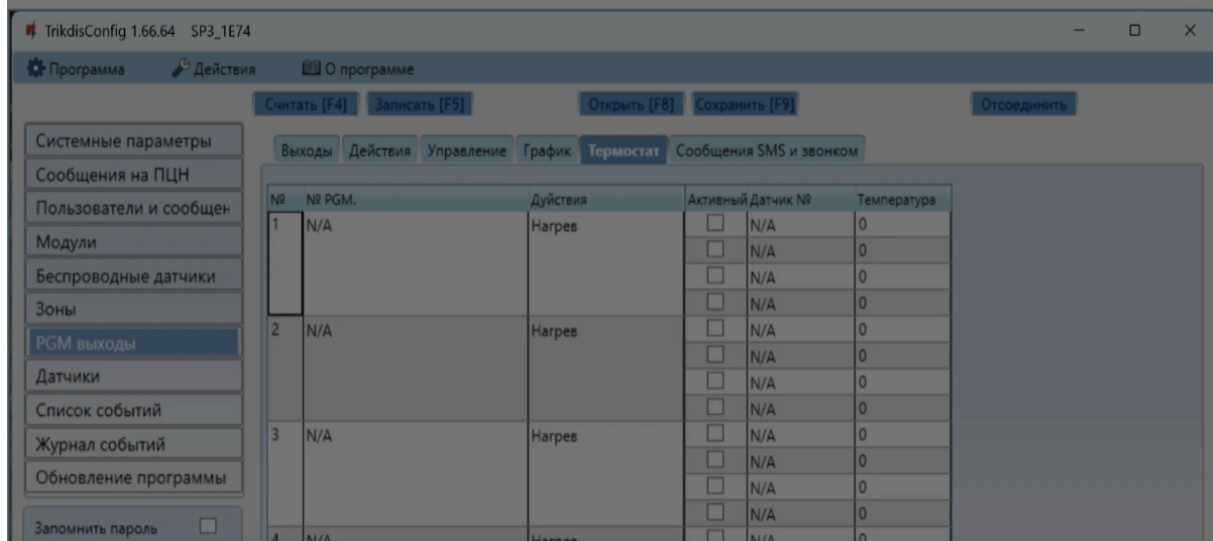 TrikdisConfig 1.66.64 SP3_1E74
Программа Действия О программе
Считать [F4] Записать [F5] Открыть [F8] Сохранить [F9] Отсоединить
Системные параметры
Сообщения на ПЦН
Пользователи и сообщен
Модули
Беспроводные датчики
Зоны
PGM выходы
Датчики
Список событий
Журнал событий
Обновление программы
Запомнить пароль
Выходы Действия Управление График Термостат Сообщения SMS и звонком
№ № PGM. Дуйствия Активный Датчик № Температура
1 N/A Нагрев N/A 0
N/A 0
N/A 0
N/A 0
2 N/A Нагрев N/A 0
N/A 0
N/A 0
N/A 0
3 N/A Нагрев N/A 0
N/A 0
N/A 0
N/A 0
4 N/A Нагрев N/A 0